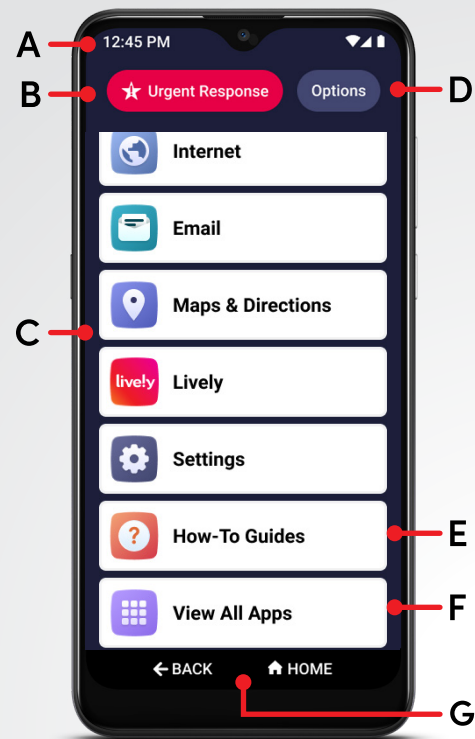 A
12:45 PM
B
Urgent Response
Options
D
Internet
Email
Maps & Directions
C
live!y
Lively
Settings
?
How-To Guides
E
View All Apps
F
BACK
HOME
G